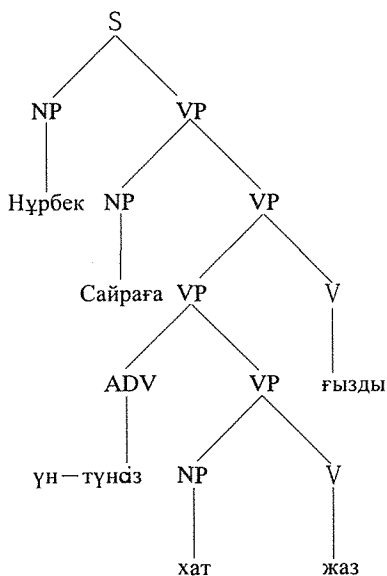 S
NP VP
Нұрбек NP VP
Сайраға VP V
ADV VP ғызды
үн—түнсіз NP V
хат жаз